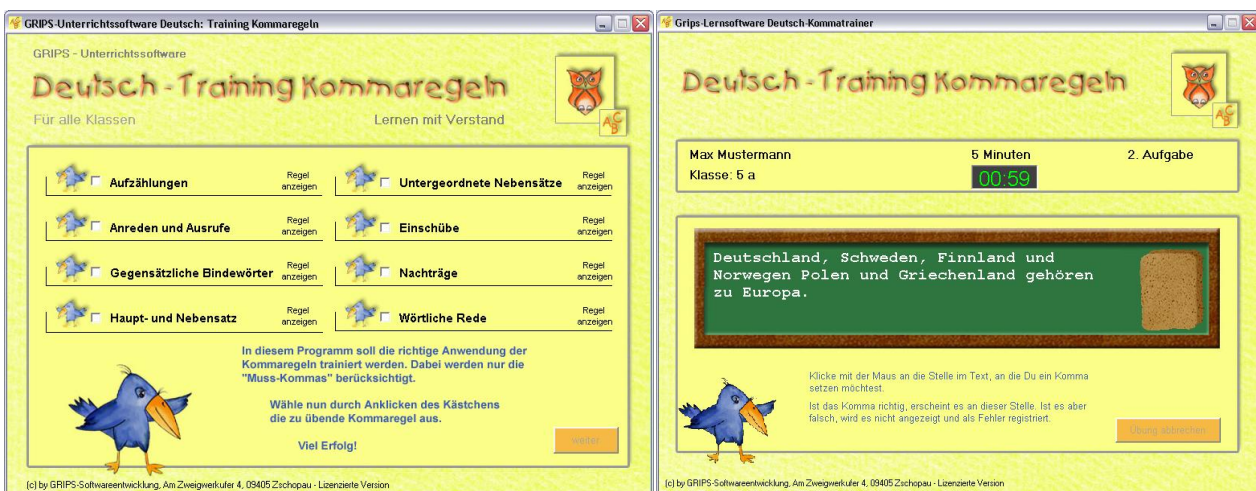 GRIPS-Unterrichtssoftware Deutsch: Training Kommaregeln
GRIPS - Unterrichtssoftware
Deutsch - Training Kommaregeln
Für alle Klassen
Lernen mit Verstand
Aufzählungen
Regel
anzeigen
Untergeordnete Nebensätze
Regel
anzeigen
Anreden und Ausrufe
Regel
anzeigen
Einschübe
Regel
anzeigen
Gegensätzliche Bindewörter
Regel
anzeigen
Nachträge
Regel
anzeigen
Haupt- und Nebensatz
Regel
anzeigen
Wörtliche Rede
Regel
anzeigen
In diesem Programm soll die richtige Anwendung der
Kommaregeln trainiert werden. Dabei werden nur die
"Muss-Kommas" berücksichtigt.
Wähle nun durch Anklicken des Kästchens
die zu übende Kommaregel aus.
Viel Erfolg!
weiter
(c) by GRIPS-Softwareentwicklung, Am Zweigwerkufer 4, 09405 Zschopau - Lizenzierte Version
Grips-Lernsoftware Deutsch-Kommatrainer
Deutsch - Training Kommaregeln
Max Mustermann
5 Minuten
2. Aufgabe
Klasse: 5 a
00:59
Deutschland, Schweden, Finnland und
Norwegen Polen und Griechenland gehören
zu Europa.
Klicke mit der Maus an die Stelle im Text, an die Du ein Komma
setzen möchtest.
Ist das Komma richtig, erscheint es an dieser Stelle. Ist es aber
falsch, wird es nicht angezeigt und als Fehler registriert.
Übung abbrechen
(c) by GRIPS-Softwareentwicklung, Am Zweigwerkufer 4, 09405 Zschopau - Lizenzierte Version